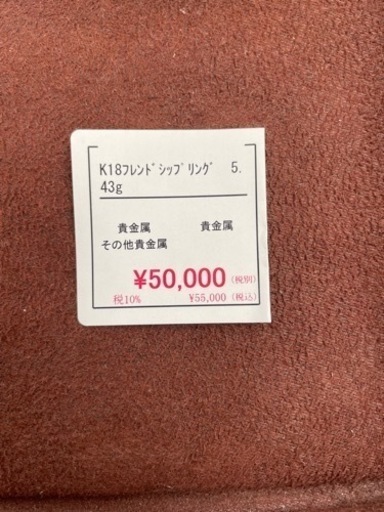 K18ﾌﾚﾝﾄﾞｼｯﾌﾟﾘﾝｸﾞ 5.
43g
貴金属 貴金属
その他貴金属
¥50,000 (税別)
税10% ¥55,000 (税込)